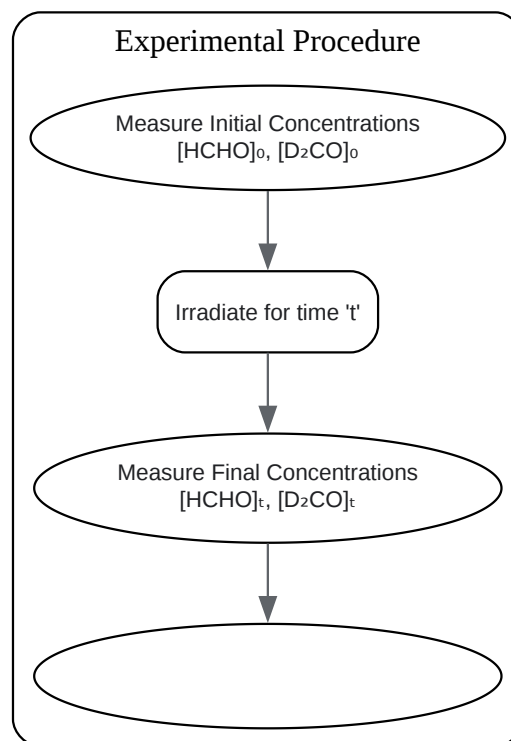 Experimental Procedure
Measure Initial Concentrations
[HCHO]₀, [D₂CO]₀
Irradiate for time 't'
Measure Final Concentrations
[HCHO]ₜ, [D₂CO]ₜ